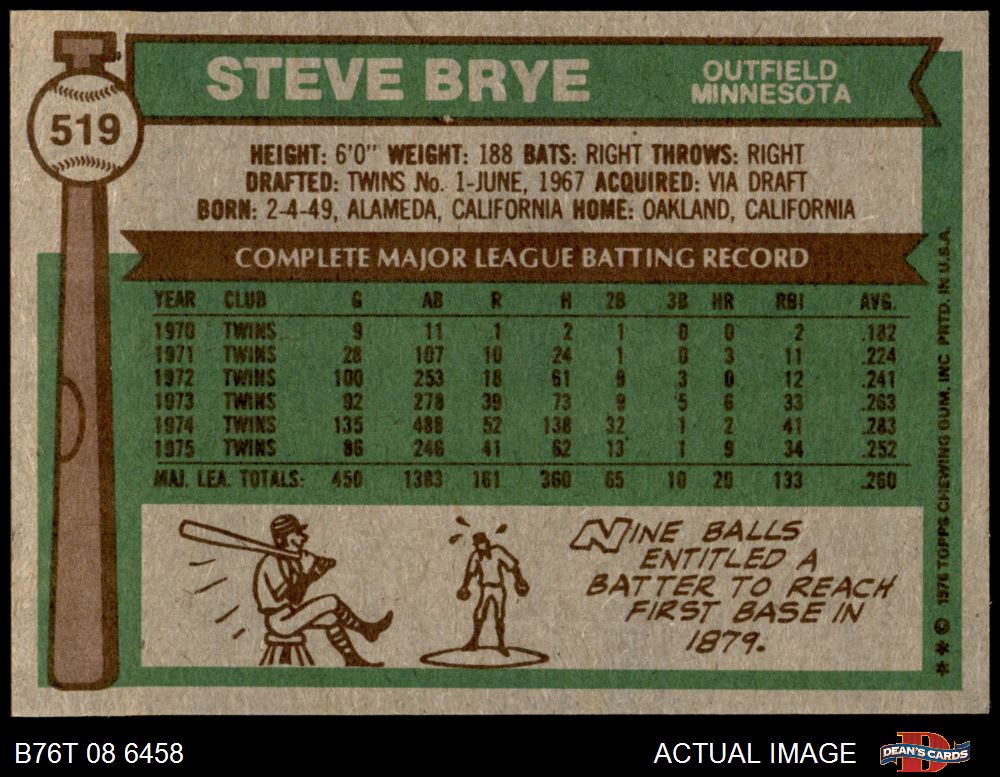 STEVE BRYE
OUTFIELD
MINNESOTA
519
HEIGHT: 6'0" WEIGHT: 188 BATS: RIGHT THROWS: RIGHT
DRAFTED: TWINS No. 1-JUNE, 1967 ACQUIRED: VIA DRAFT
BORN: 2-4-49, ALAMEDA, CALIFORNIA HOME: OAKLAND, CALIFORNIA
COMPLETE MAJOR LEAGUE BATTING RECORD
YEAR CLUB G AB R H 2B 3B HR RBI AVG.
1970 TWINS 9 11 1 2 1 0 0 2 .182
1971 TWINS 28 107 10 24 1 0 3 11 .224
1972 TWINS 100 253 18 61 9 3 0 12 .241
1973 TWINS 92 278 39 73 9 5 6 33 .263
1974 TWINS 135 488 52 138 32 1 2 41 .283
1975 TWINS 86 246 41 62 13 1 9 34 .252
MAJ. LEA. TOTALS: 450 1383 161 360 65 10 20 133 .260
NINE BALLS
ENTITLED A
BATTER TO REACH
FIRST BASE IN
1879.
** © 1976 TOPPS CHEWING GUM, INC. PRTD. IN U.S.A.
B76T 08 6458
ACTUAL IMAGE
D
DEAN'S CARDS